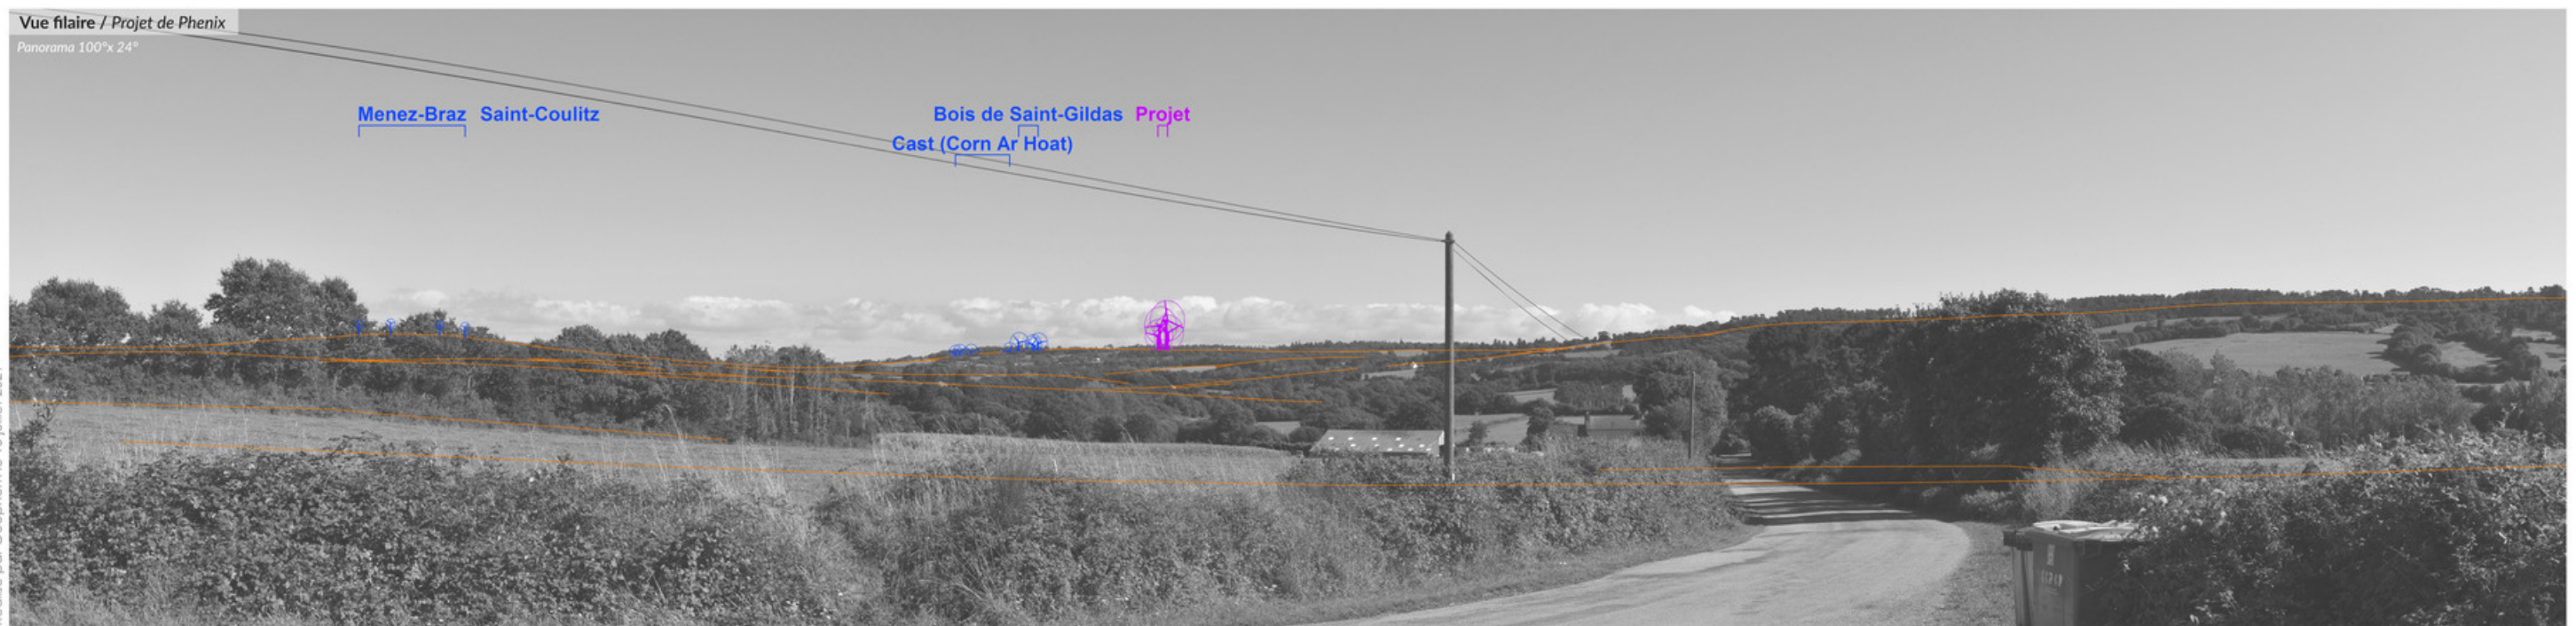 Vue filaire / Projet de Phenix
Panorama 100°x 24°
Menez-Braz Saint-Coulitz
Bois de Saint-Gildas Projet
Cast (Corn Ar Hoat)